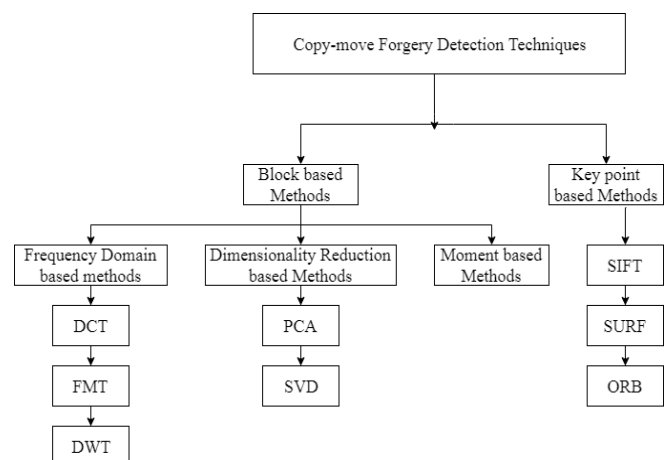 Copy-move Forgery Detection Techniques
Block based
Methods
Key point
based Methods
Frequency Domain
based methods
Dimensionality Reduction
based Methods
Moment based
Methods
SIFT
DCT
PCA
SURF
FMT
SVD
ORB
DWT